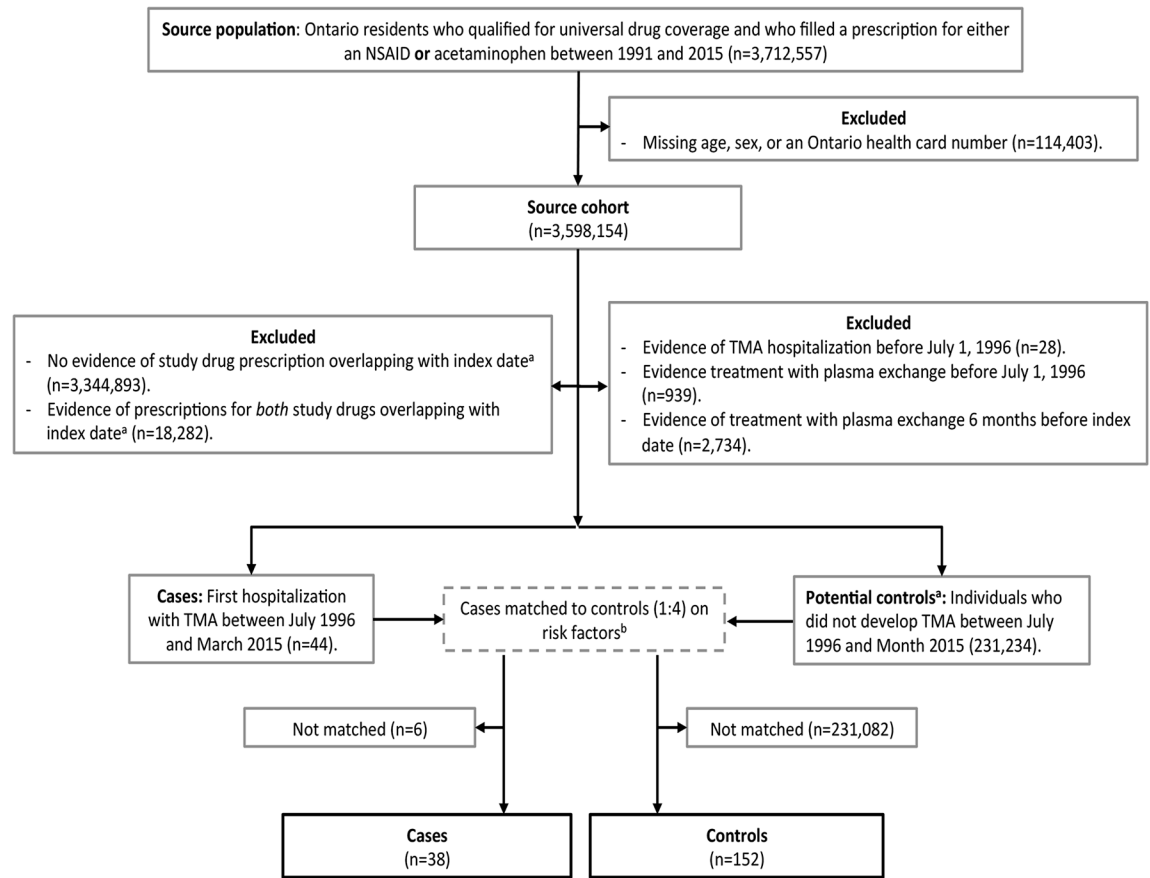 Source population: Ontario residents who qualified for universal drug coverage and who filled a prescription for either
an NSAID or acetaminophen between 1991 and 2015 (n=3,712,557)
Excluded
- Missing age, sex, or an Ontario health card number (n=114,403).
Source cohort
(n=3,598,154)
Excluded
- No evidence of study drug prescription overlapping with index dateᵃ
(n=3,344,893).
- Evidence of prescriptions for both study drugs overlapping with
index dateᵃ (n=18,282).
Excluded
- Evidence of TMA hospitalization before July 1, 1996 (n=28).
- Evidence treatment with plasma exchange before July 1, 1996
(n=939).
- Evidence of treatment with plasma exchange 6 months before index
date (n=2,734).
Cases: First hospitalization
with TMA between July 1996
and March 2015 (n=44).
Cases matched to controls (1:4) on
risk factorsᵇ
Potential controlsᵃ: Individuals who
did not develop TMA between July
1996 and Month 2015 (231,234).
Not matched (n=6)
Not matched (n=231,082)
Cases
(n=38)
Controls
(n=152)